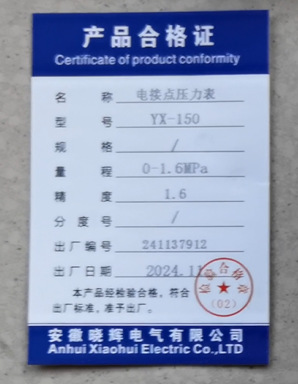 产品合格证
Certificate of product conformity
名称 电接点压力表
型号 YX-150
规格 /
量程 0-1.6MPa
精度 1.6
分度号 /
出厂编号 241137912
出厂日期 2024.11
本产品经检验合格，符合
出厂标准，准予出厂。
(02)
安徽晓辉电气有限公司
Anhui Xiaohui Electric Co.,LTD